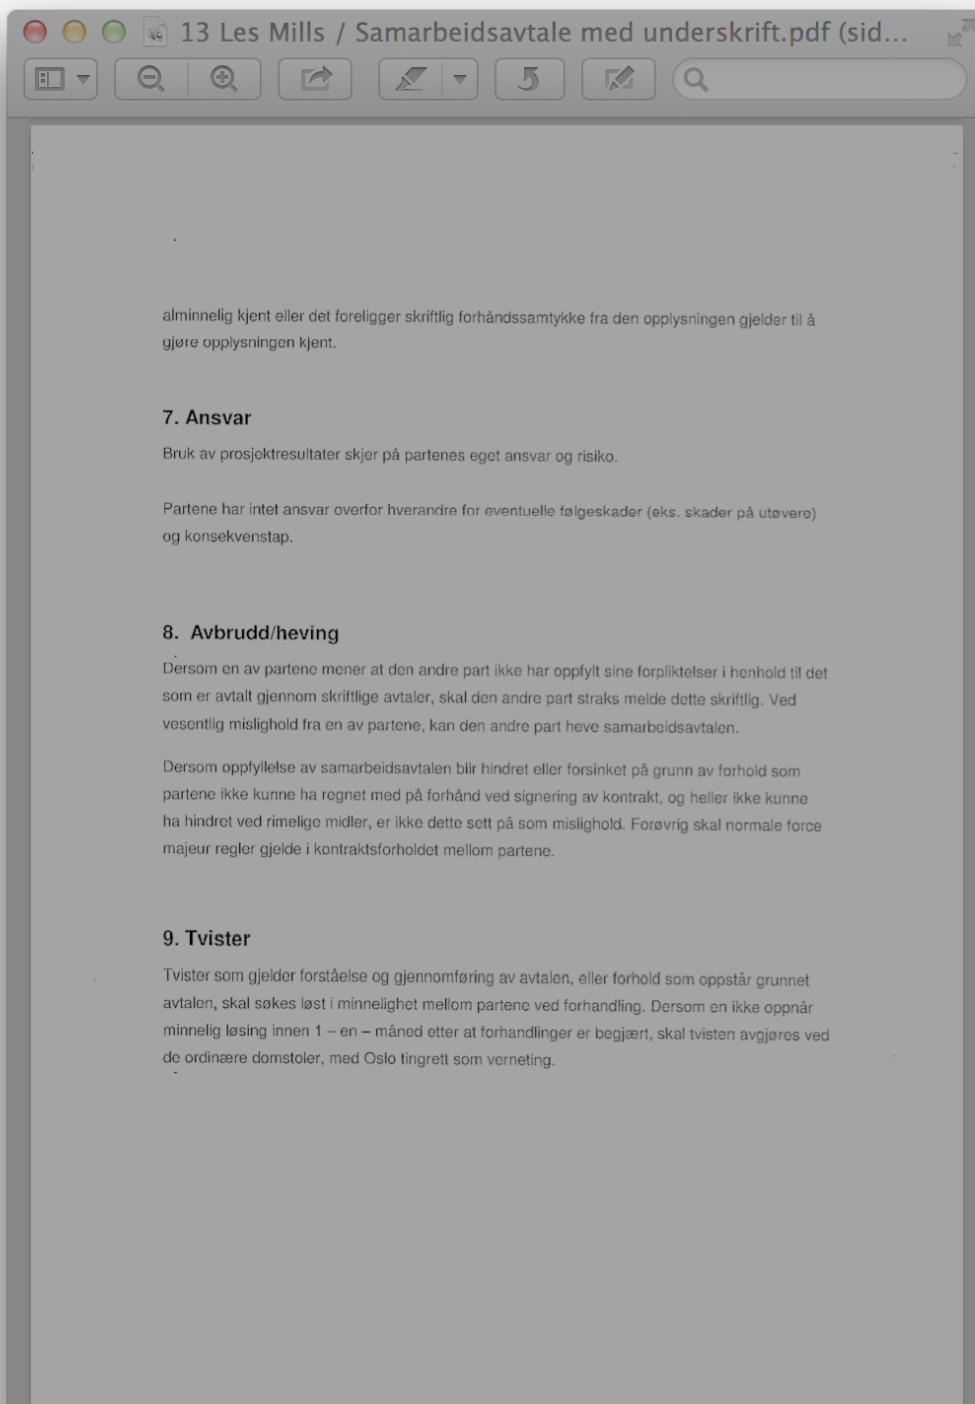 13 Les Mills / Samarbeidsavtale med underskrift.pdf (sid...
alminnelig kjent eller det foreligger skriftlig forhåndssamtykke fra den opplysningen gjelder til å
gjøre opplysningen kjent.
7. Ansvar
Bruk av prosjektresultater skjer på partenes eget ansvar og risiko.
Partene har intet ansvar overfor hverandre for eventuelle følgeskader (eks. skader på utøvere)
og konsekvenstap.
8. Avbrudd/heving
Dersom en av partene mener at den andre part ikke har oppfylt sine forpliktelser i henhold til det
som er avtalt gjennom skriftlige avtaler, skal den andre part straks melde dette skriftlig. Ved
vesentlig mislighold fra en av partene, kan den andre part heve samarbeidsavtalen.
Dersom oppfyllelse av samarbeidsavtalen blir hindret eller forsinket på grunn av forhold som
partene ikke kunne ha regnet med på forhånd ved signering av kontrakt, og heller ikke kunne
ha hindret ved rimelige midler, er ikke dette sett på som mislighold. Forøvrig skal normale force
majeur regler gjelde i kontraktsforholdet mellom partene.
9. Tvister
Tvister som gjelder forståelse og gjennomføring av avtalen, eller forhold som oppstår grunnet
avtalen, skal søkes løst i minnelighet mellom partene ved forhandling. Dersom en ikke oppnår
minnelig løsing innen 1 – en – måned etter at forhandlinger er begjært, skal tvisten avgjøres ved
de ordinære domstoler, med Oslo tingrett som verneting.